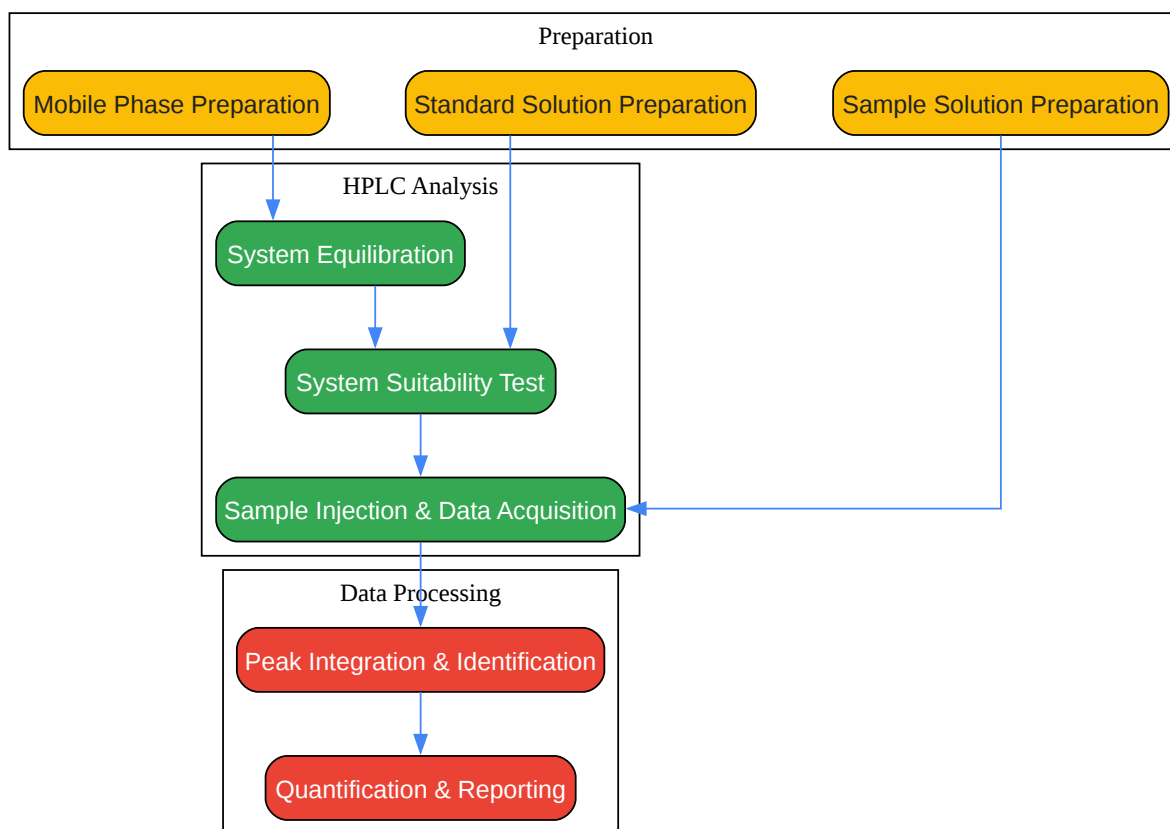 Preparation
Mobile Phase Preparation
Standard Solution Preparation
Sample Solution Preparation
HPLC Analysis
System Equilibration
System Suitability Test
Sample Injection & Data Acquisition
Data Processing
Peak Integration & Identification
Quantification & Reporting